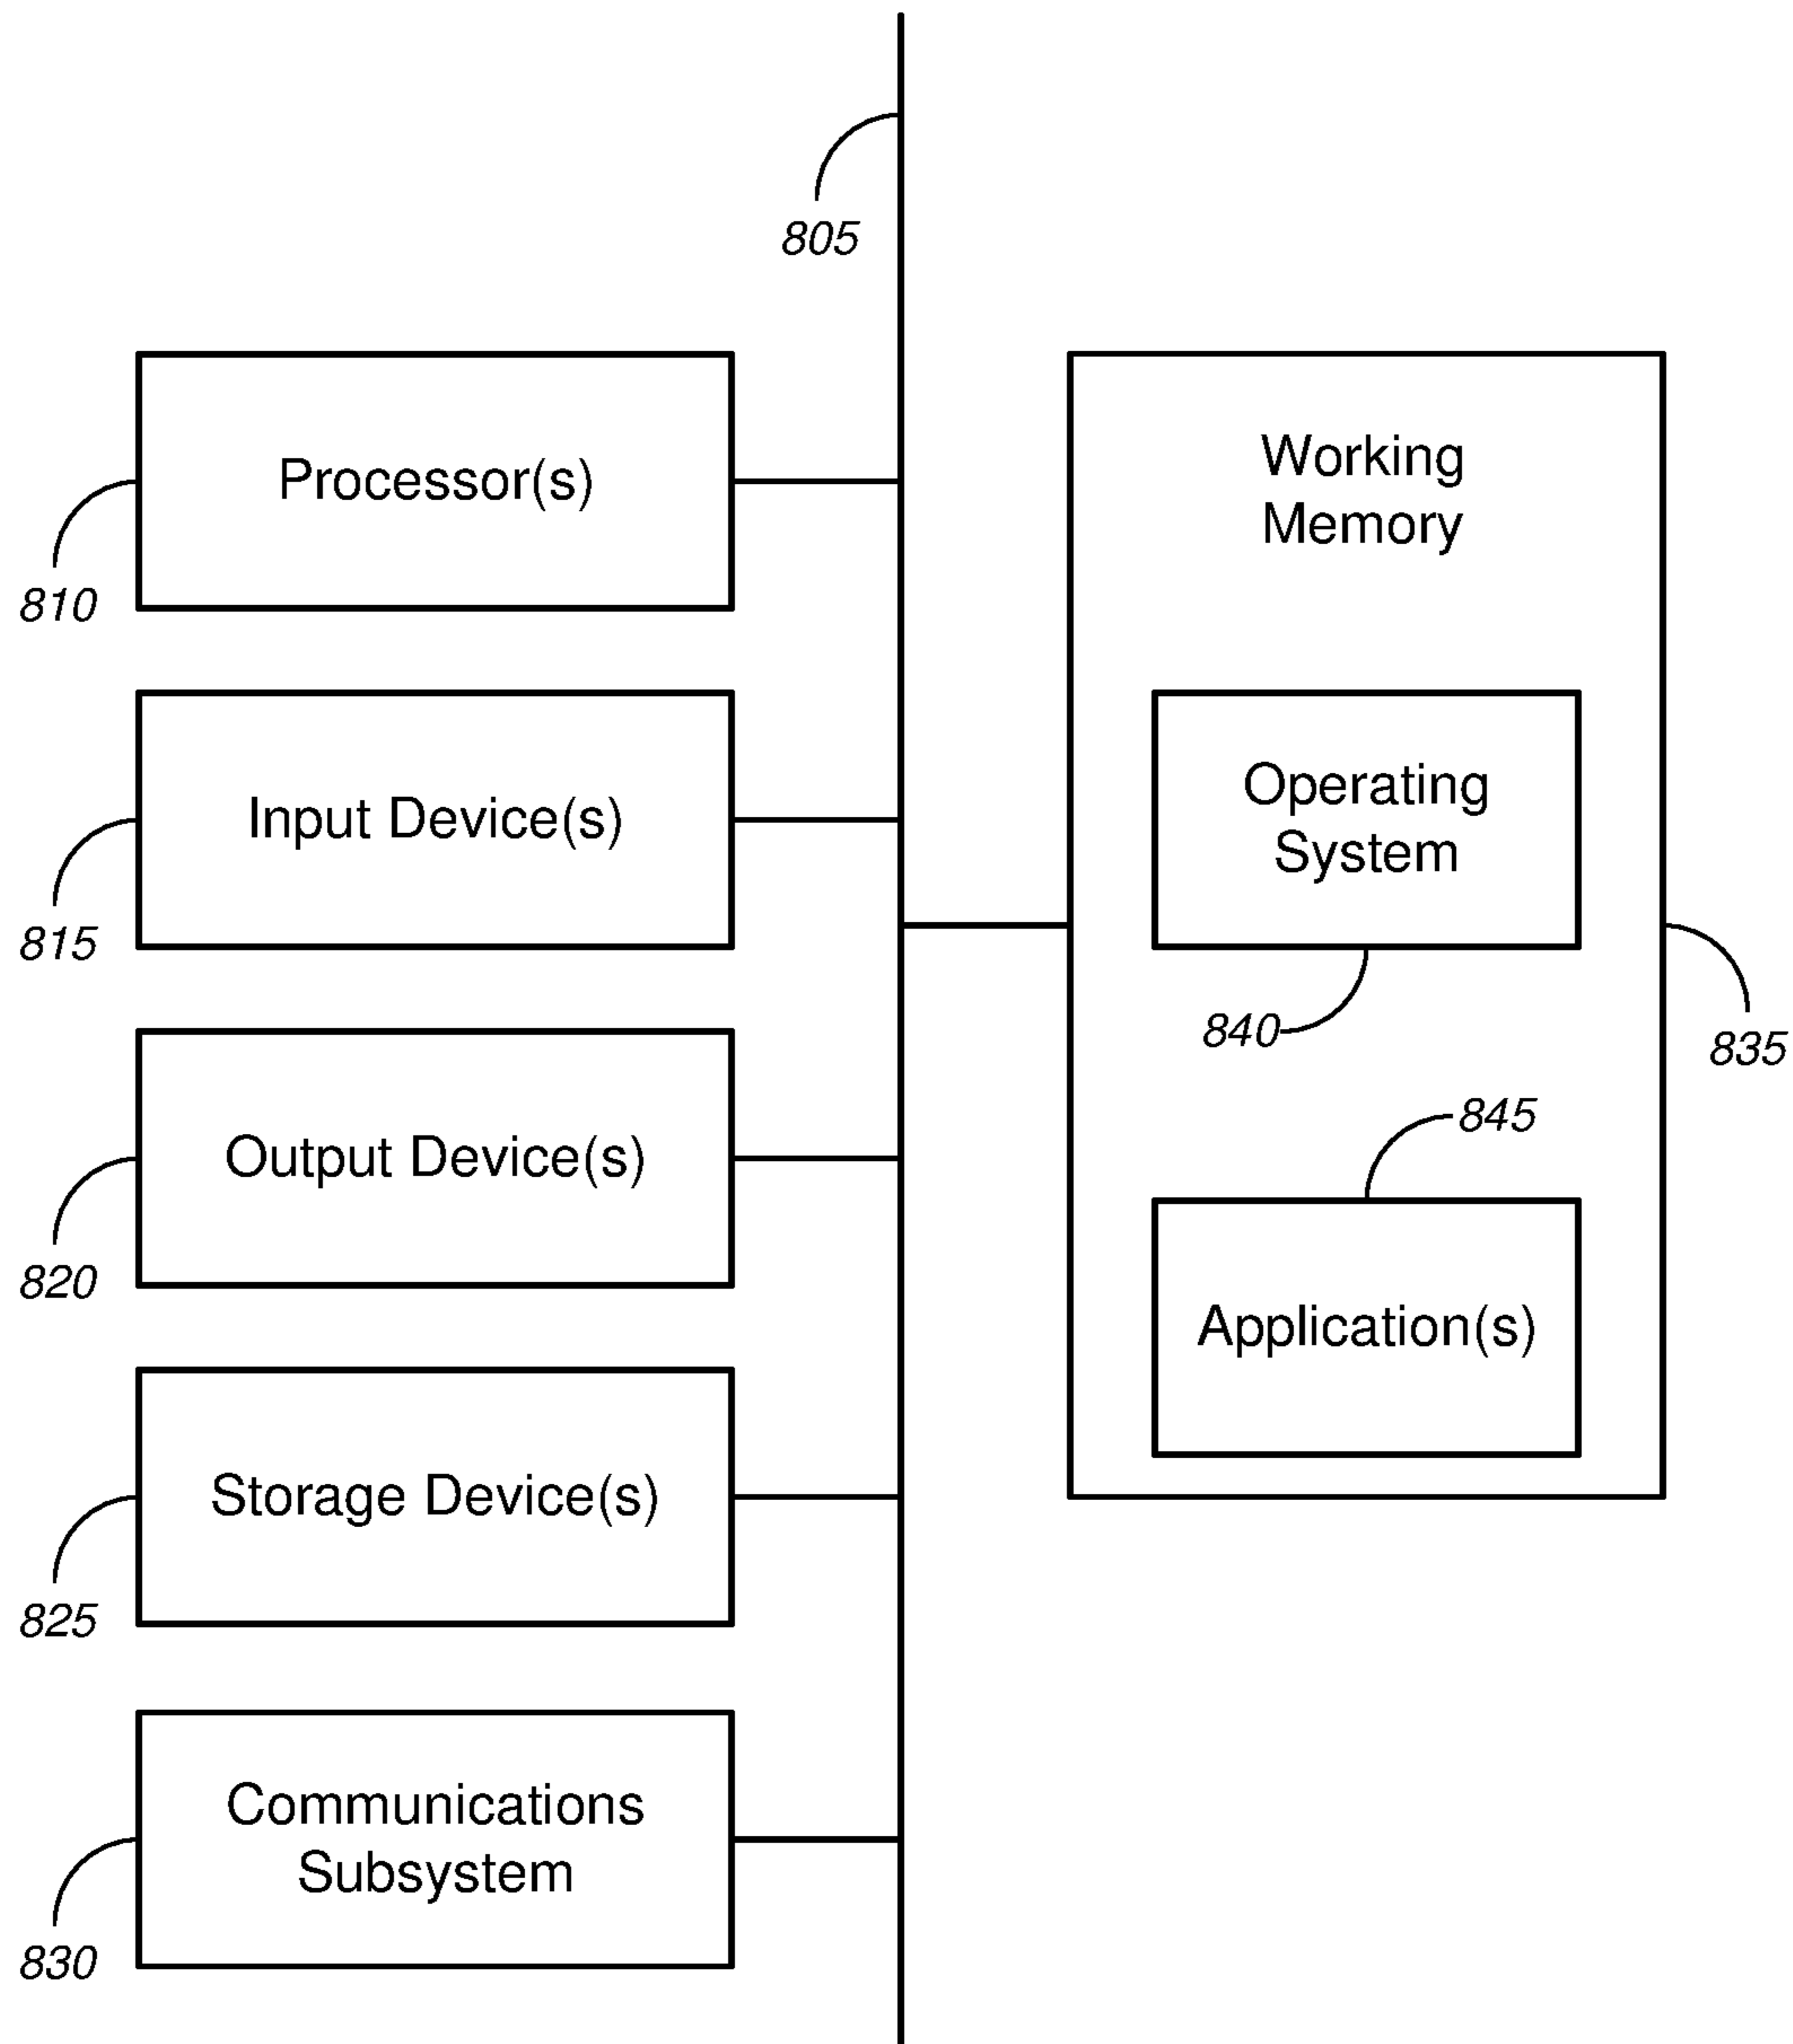 805
Processor(s)
810
Input Device(s)
815
Output Device(s)
820
Storage Device(s)
825
Communications
Subsystem
830
Working
Memory
Operating
System
840
835
845
Application(s)